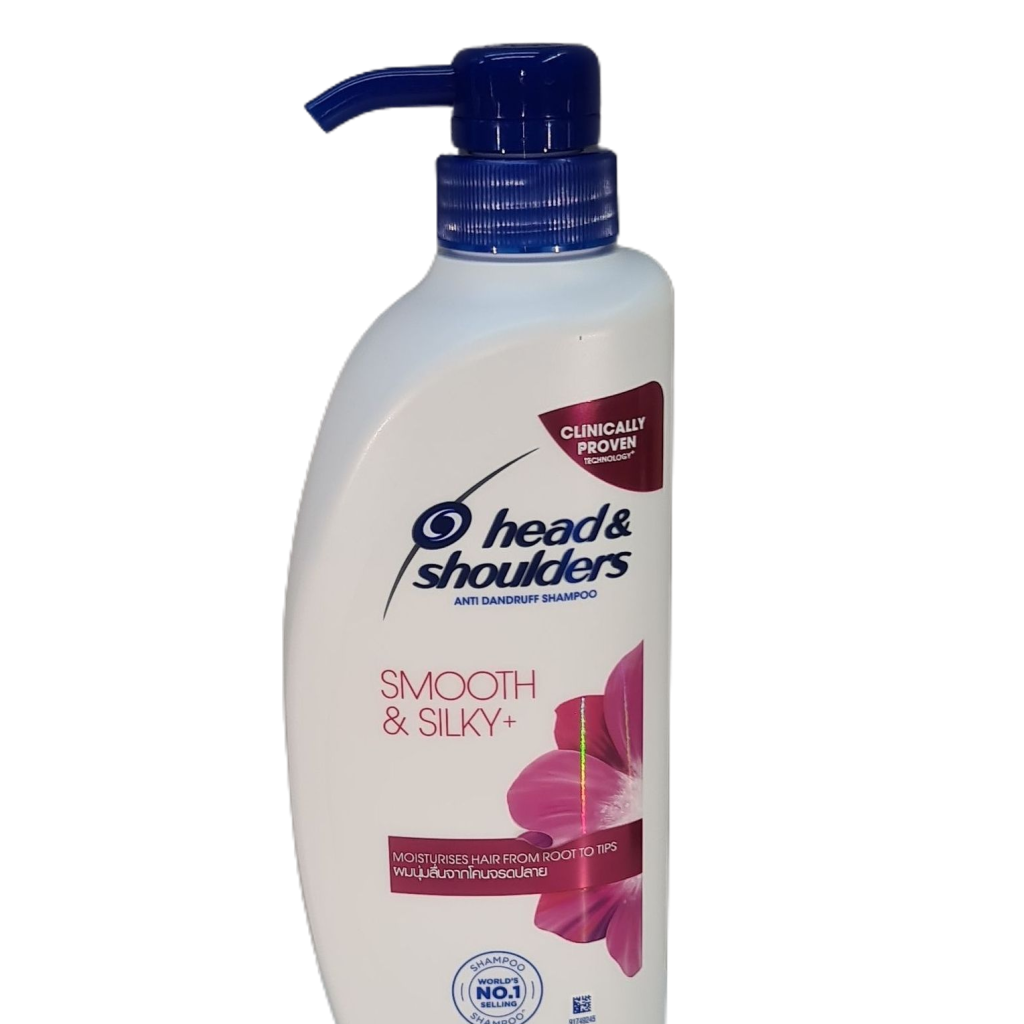 CLINICALLY
PROVEN
TECHNOLOGY*
head &
shoulders
ANTI DANDRUFF SHAMPOO
SMOOTH
& SILKY+
MOISTURISES HAIR FROM ROOT TO TIPS
ผมนุ่มลื่นจากโคนจรดปลาย
SHAMPOO
WORLD'S
NO.1
SELLING
SHAMPOO*